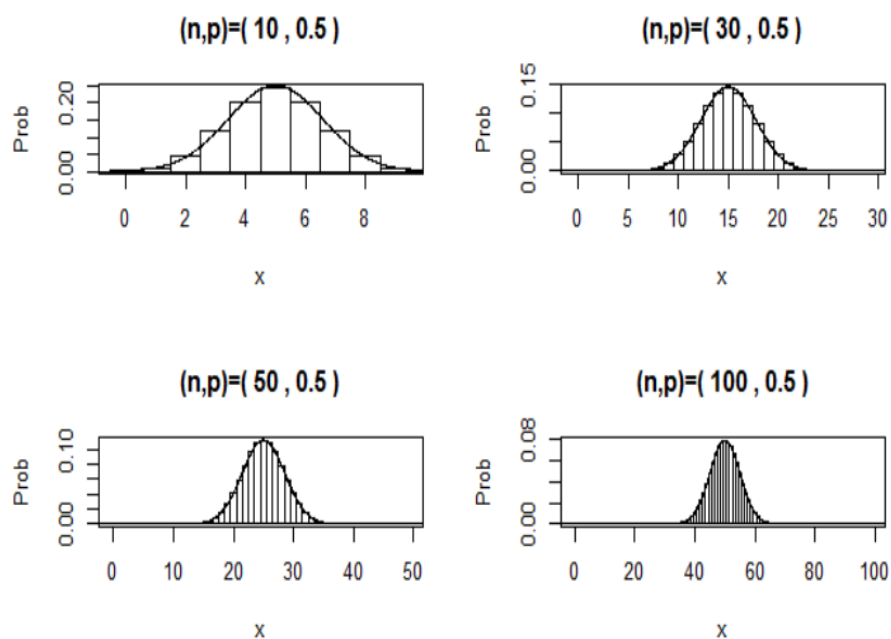 (n,p)=( 10 , 0.5 )
Prob
0.20
0.00
0 2 4 6 8
x
(n,p)=( 30 , 0.5 )
Prob
0.15
0.00
0 5 10 15 20 25 30
x
(n,p)=( 50 , 0.5 )
Prob
0.10
0.00
0 10 20 30 40 50
x
(n,p)=( 100 , 0.5 )
Prob
0.08
0.00
0 20 40 60 80 100
x